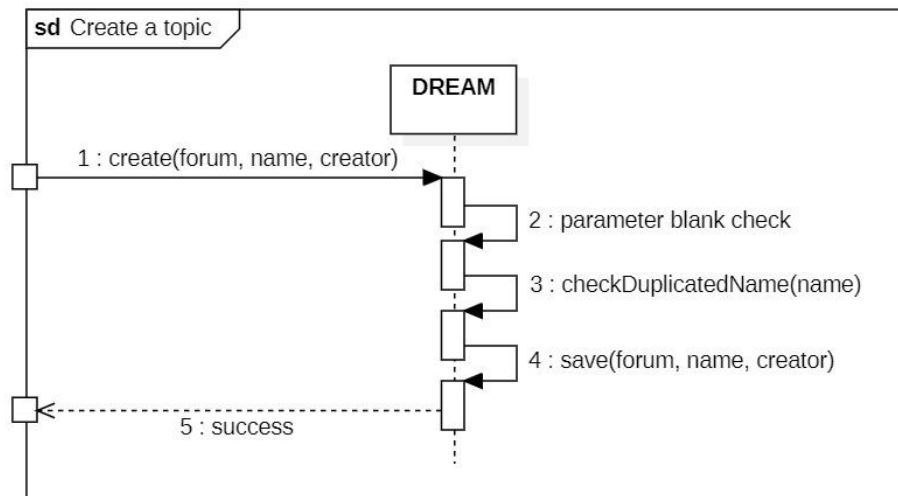 sd Create a topic
DREAM
1 : create(forum, name, creator)
2 : parameter blank check
3 : checkDuplicatedName(name)
4 : save(forum, name, creator)
5 : success